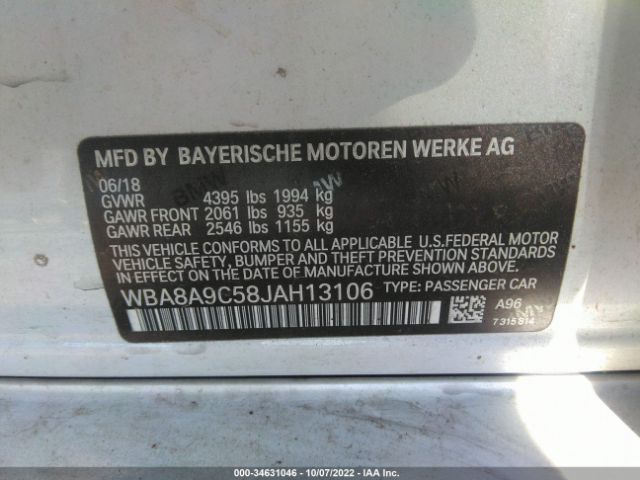 MFD BY BAYERISCHE MOTOREN WERKE AG
06/18
GVWR 4395 lbs 1994 kg
GAWR FRONT 2061 lbs 935 kg
GAWR REAR 2546 lbs 1155 kg
THIS VEHICLE CONFORMS TO ALL APPLICABLE U.S.FEDERAL MOTOR
VEHICLE SAFETY, BUMPER AND THEFT PREVENTION STANDARDS
IN EFFECT ON THE DATE OF MANUFACTURE SHOWN ABOVE.
WBA8A9C58JAH13106 TYPE: PASSENGER CAR
A96
7315814
000-34631046 - 10/07/2022 - IAA Inc.